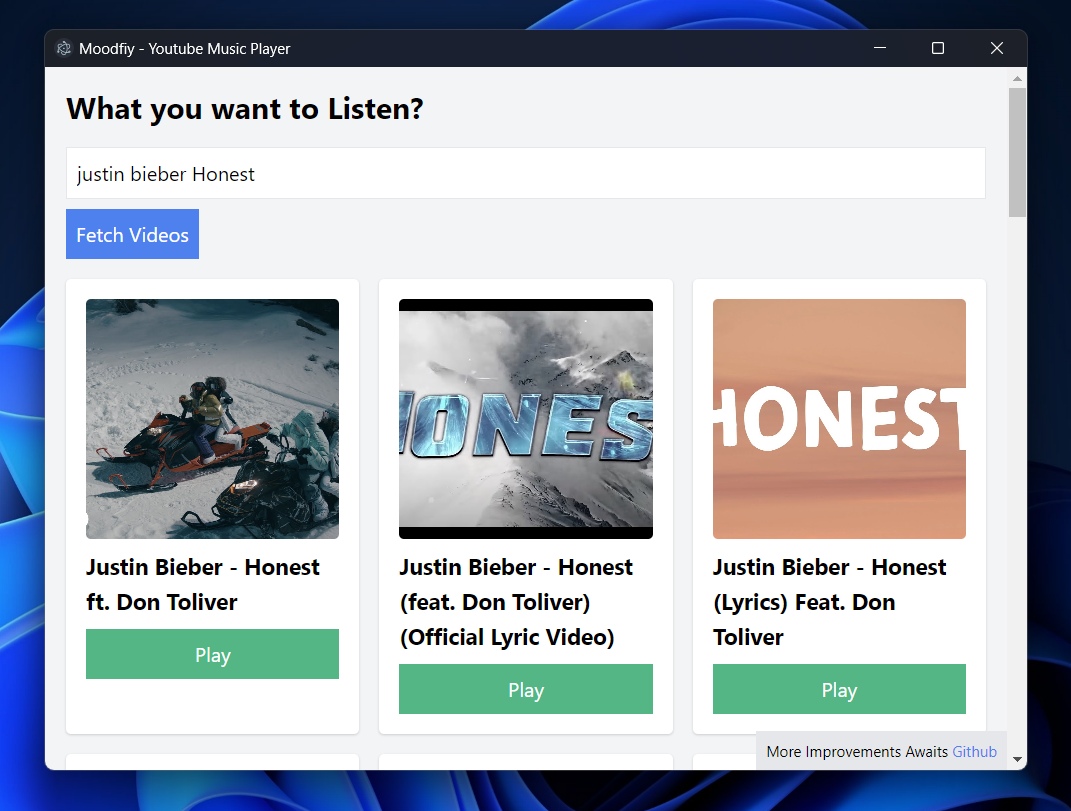 Moodfiy - Youtube Music Player
What you want to Listen?
justin bieber Honest
Fetch Videos
HONES
HONEST
Justin Bieber - Honest
ft. Don Toliver
Play
Justin Bieber - Honest
(feat. Don Toliver)
(Official Lyric Video)
Play
Justin Bieber - Honest
(Lyrics) Feat. Don
Toliver
Play
More Improvements Awaits Github